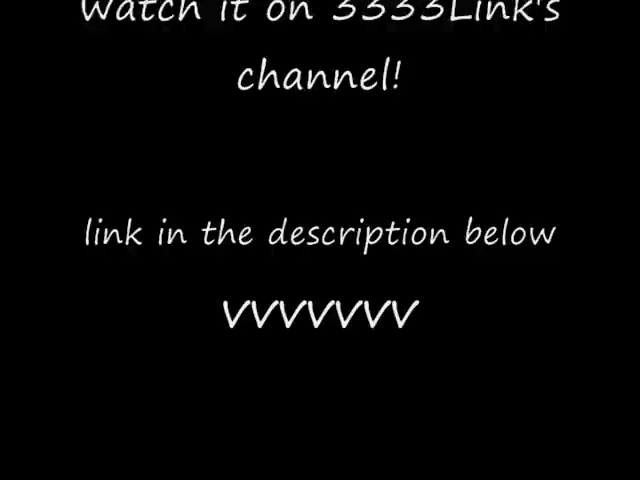 Watch it on 3333Link's
channel!
link in the description below
VVVVVVV